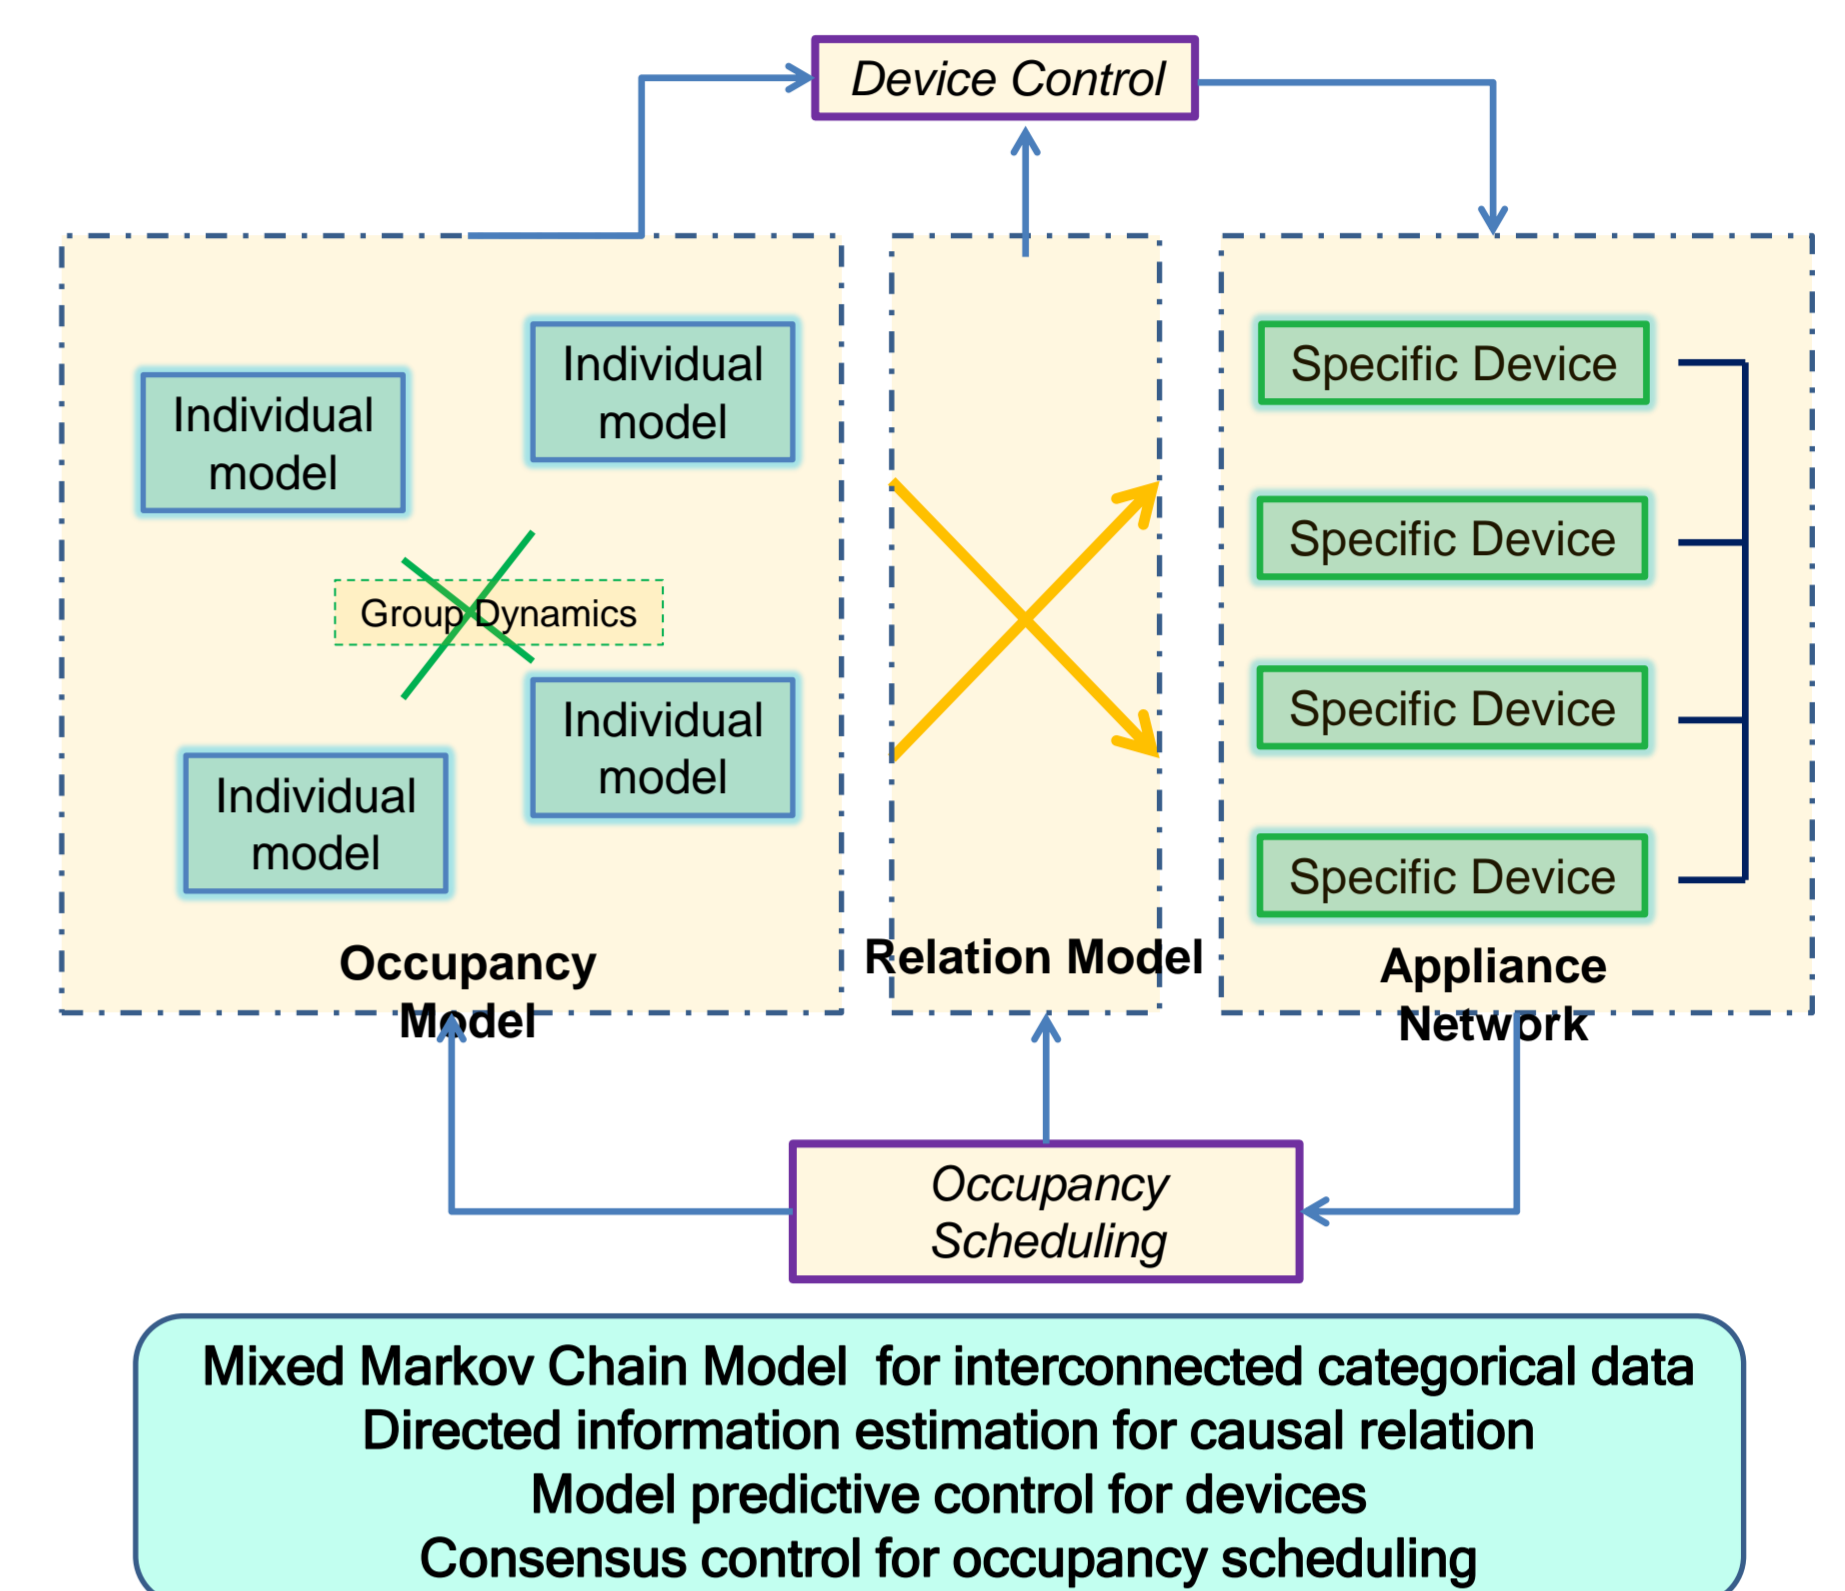 Device Control
Individual
model
Individual
model
Group Dynamics
Individual
model
Individual
model
Occupancy
Model
Relation Model
Specific Device
Specific Device
Specific Device
Specific Device
Appliance
Network
Occupancy
Scheduling
Mixed Markov Chain Model for interconnected categorical data
Directed information estimation for causal relation
Model predictive control for devices
Consensus control for occupancy scheduling